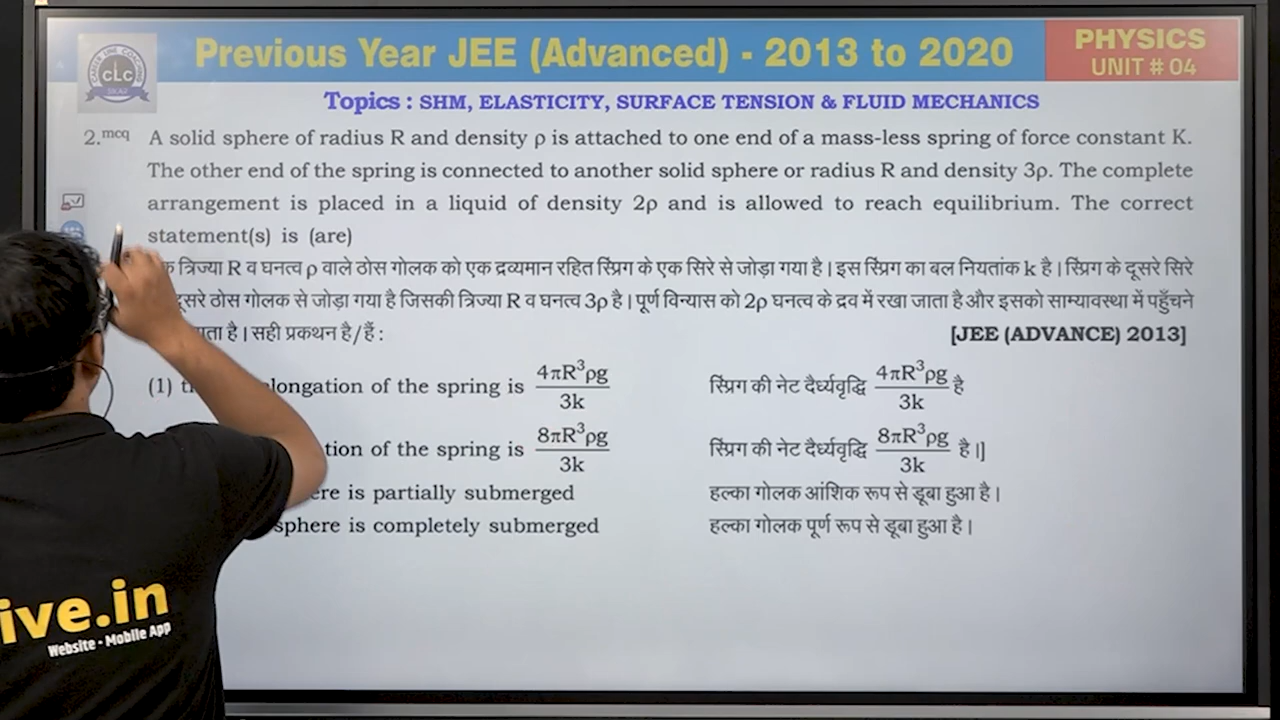 Previous Year JEE (Advanced) - 2013 to 2020
PHYSICS
UNIT # 04
CLC
SIKAR
Topics : SHM, ELASTICITY, SURFACE TENSION & FLUID MECHANICS
2.mcq A solid sphere of radius R and density ρ is attached to one end of a mass-less spring of force constant K.
The other end of the spring is connected to another solid sphere or radius R and density 3ρ. The complete
arrangement is placed in a liquid of density 2ρ and is allowed to reach equilibrium. The correct
statement(s) is (are)
त्रिज्या R व घनत्व ρ वाले ठोस गोलक को एक द्रव्यमान रहित स्प्रिंग के एक सिरे से जोड़ा गया है। इस स्प्रिंग का बल नियतांक k है। स्प्रिंग के दूसरे सिरे
ठोस गोलक से जोड़ा गया है जिसकी त्रिज्या R व घनत्व 3ρ है। पूर्ण विन्यास को 2ρ घनत्व के द्रव में रखा जाता है और इसको साम्यावस्था में पहुँचने
है। सही प्रकथन है/हैं :
[JEE (ADVANCE) 2013]
(1) elongation of the spring is 4πR³ρg/3k स्प्रिंग की नेट दैर्ध्यवृद्धि 4πR³ρg/3k है
of the spring is 8πR³ρg/3k स्प्रिंग की नेट दैर्ध्यवृद्धि 8πR³ρg/3k है।]
is partially submerged हल्का गोलक आंशिक रूप से डूबा हुआ है।
sphere is completely submerged हल्का गोलक पूर्ण रूप से डूबा हुआ है।
ive.in
Website - Mobile App